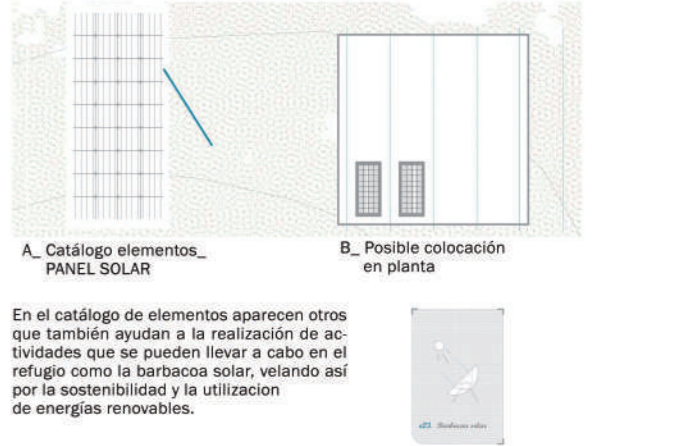 A_ Catálogo elementos_
PANEL SOLAR
B_ Posible colocación
en planta
En el catálogo de elementos aparecen otros
que también ayudan a la realización de ac-
tividades que se pueden llevar a cabo en el
refugio como la barbacoa solar, velando así
por la sostenibilidad y la utilizacion
de energías renovables.
Barbacoa solar